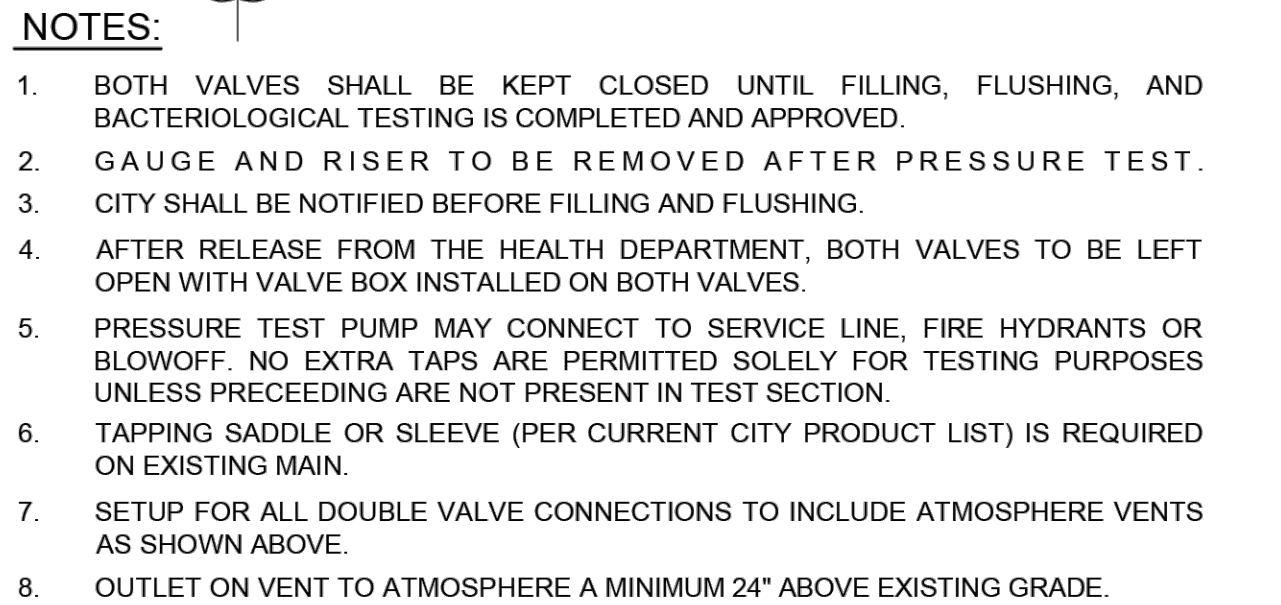 NOTES:
1. BOTH VALVES SHALL BE KEPT CLOSED UNTIL FILLING, FLUSHING, AND
BACTERIOLOGICAL TESTING IS COMPLETED AND APPROVED.
2. GAUGE AND RISER TO BE REMOVED AFTER PRESSURE TEST.
3. CITY SHALL BE NOTIFIED BEFORE FILLING AND FLUSHING.
4. AFTER RELEASE FROM THE HEALTH DEPARTMENT, BOTH VALVES TO BE LEFT
OPEN WITH VALVE BOX INSTALLED ON BOTH VALVES.
5. PRESSURE TEST PUMP MAY CONNECT TO SERVICE LINE, FIRE HYDRANTS OR
BLOWOFF. NO EXTRA TAPS ARE PERMITTED SOLELY FOR TESTING PURPOSES
UNLESS PRECEEDING ARE NOT PRESENT IN TEST SECTION.
6. TAPPING SADDLE OR SLEEVE (PER CURRENT CITY PRODUCT LIST) IS REQUIRED
ON EXISTING MAIN.
7. SETUP FOR ALL DOUBLE VALVE CONNECTIONS TO INCLUDE ATMOSPHERE VENTS
AS SHOWN ABOVE.
8. OUTLET ON VENT TO ATMOSPHERE A MINIMUM 24" ABOVE EXISTING GRADE.